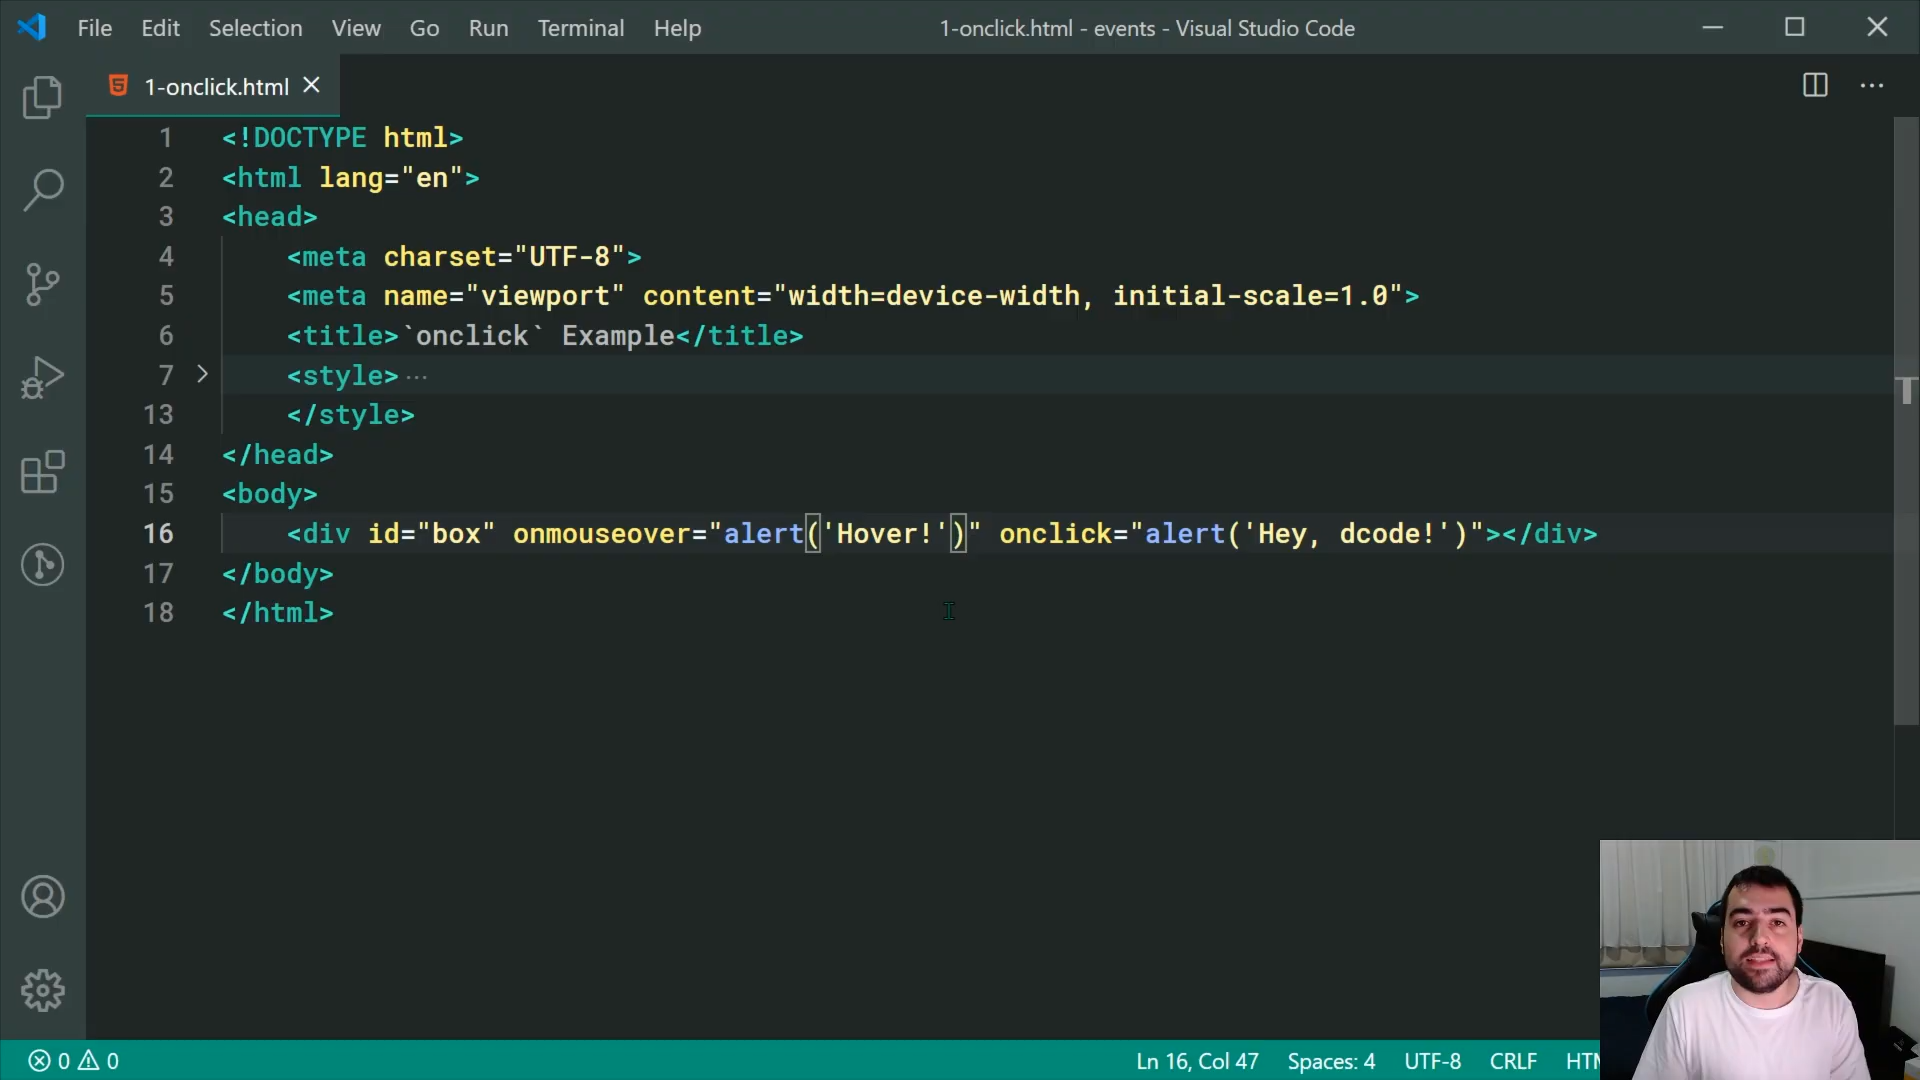 File Edit Selection View Go Run Terminal Help 1-onclick.html - events - Visual Studio Code
1-onclick.html
1 <!DOCTYPE html>
2 <html lang="en">
3 <head>
4 <meta charset="UTF-8">
5 <meta name="viewport" content="width=device-width, initial-scale=1.0">
6 <title>`onclick` Example</title>
7 <style>···
13 </style>
14 </head>
15 <body>
16 <div id="box" onmouseover="alert('Hover!')" onclick="alert('Hey, dcode!')"></div>
17 </body>
18 </html>
0 0 Ln 16, Col 47 Spaces: 4 UTF-8 CRLF